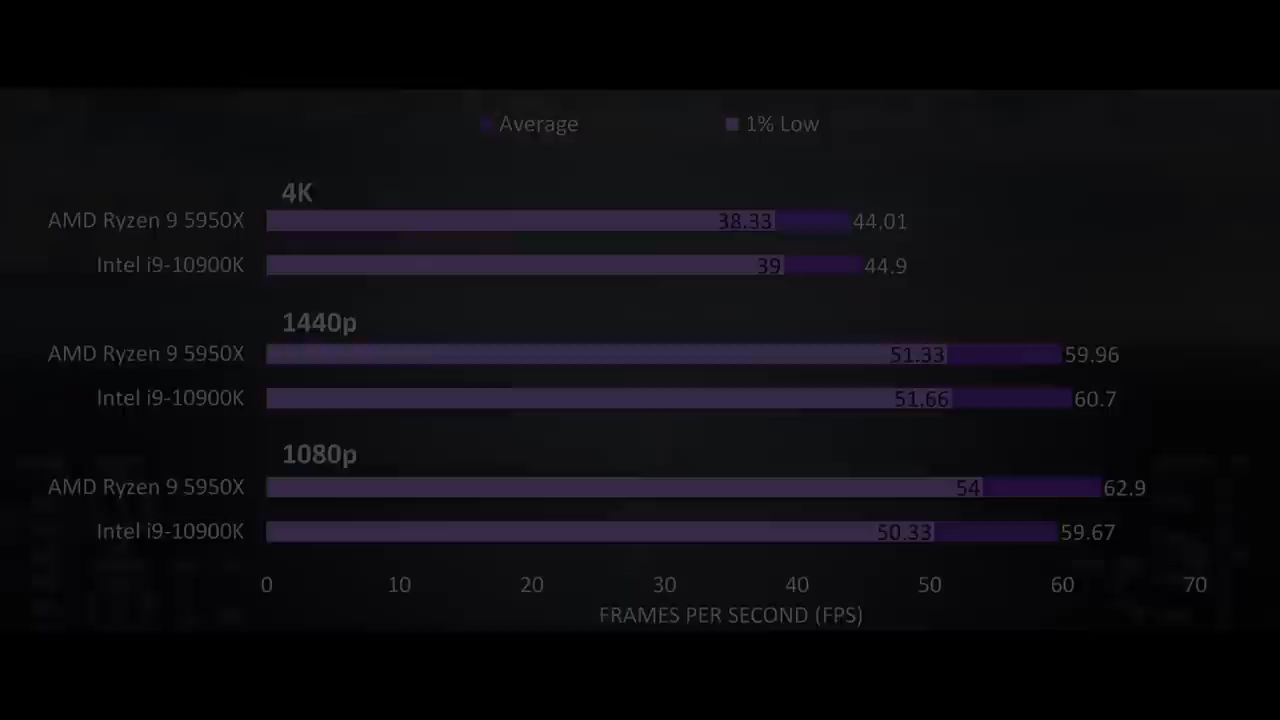 Average 1% Low
4K
AMD Ryzen 9 5950X 38.33 44.01
Intel i9-10900K 39 44.9
1440p
AMD Ryzen 9 5950X 51.33 59.96
Intel i9-10900K 51.66 60.7
1080p
AMD Ryzen 9 5950X 54 62.9
Intel i9-10900K 50.33 59.67
0 10 20 30 40 50 60 70
FRAMES PER SECOND (FPS)